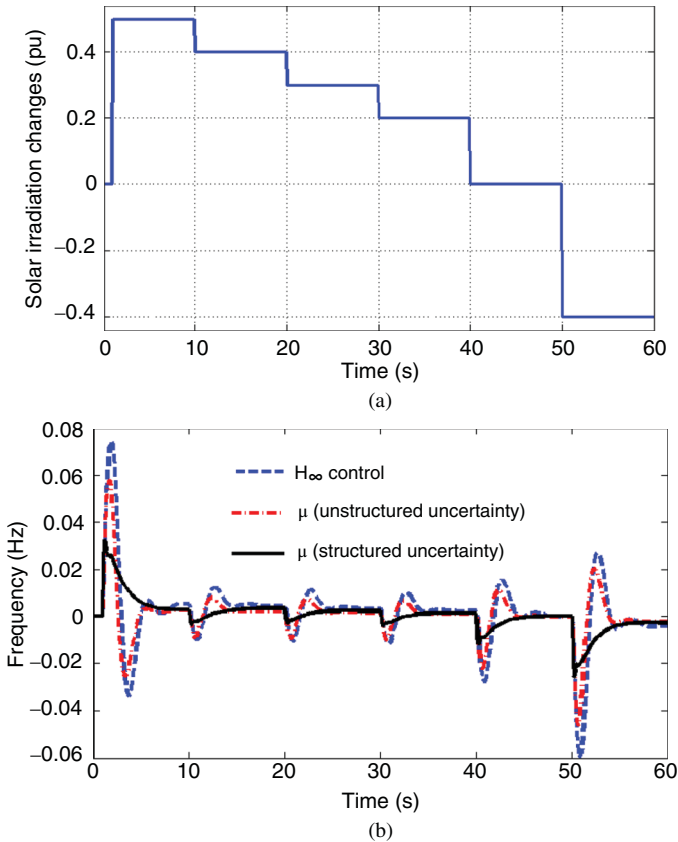 Solar irradiation changes (pu)
0.4
0.2
0
−0.2
−0.4
0 10 20 30 40 50 60
Time (s)
(a)
Frequency (Hz)
0.08
0.06
0.04
0.02
0
−0.02
−0.04
−0.06
H∞ control
μ (unstructured uncertainty)
μ (structured uncertainty)
0 10 20 30 40 50 60
Time (s)
(b)